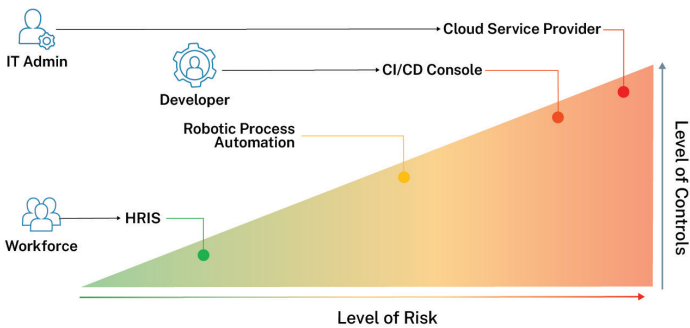 Cloud Service Provider
IT Admin
CI/CD Console
Developer
Robotic Process
Automation
HRIS
Workforce
Level of Controls
Level of Risk